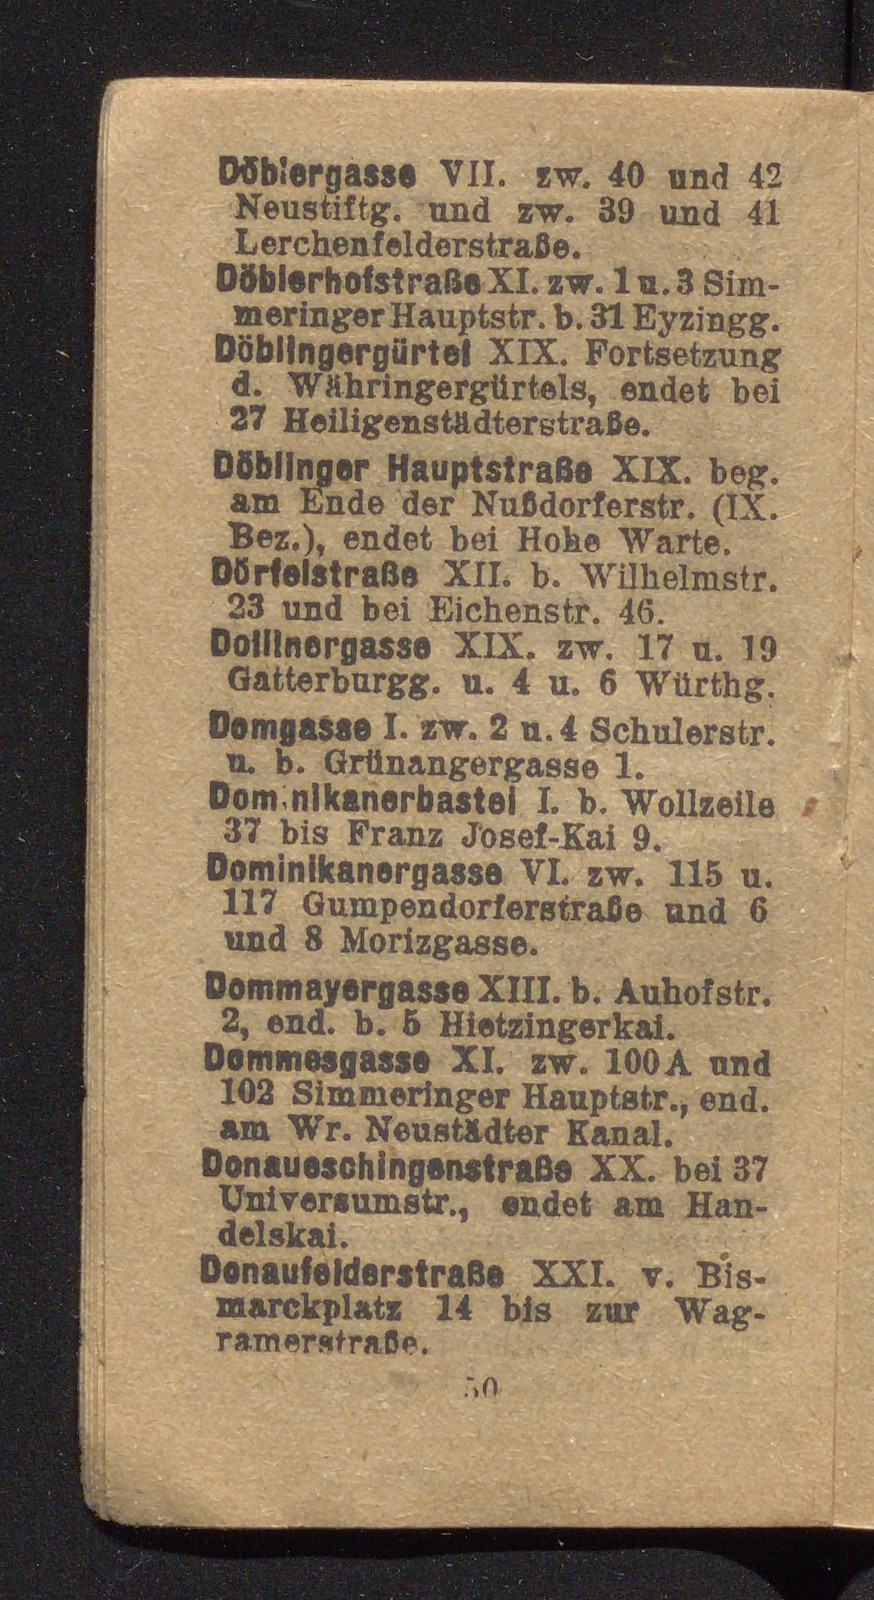 Döblergasse VII. zw. 40 und 42
Neustiftg. und zw. 39 und 41
Lerchenfelderstraße.
Döblerhofstraße XI. zw. 1 u. 3 Sim-
meringer Hauptstr. b. 31 Eyzingg.
Döblingergürtel XIX. Fortsetzung
d. Währingergürtels, endet bei
27 Heiligenstädterstraße.
Döblinger Hauptstraße XIX. beg.
am Ende der Nußdorferstr. (IX.
Bez.), endet bei Hohe Warte.
Dörfelstraße XII. b. Wilhelmstr.
23 und bei Eichenstr. 46.
Dollinergasse XIX. zw. 17 u. 19
Gatterburgg. u. 4 u. 6 Würthg.
Domgasse I. zw. 2 u. 4 Schulerstr.
u. b. Grünangergasse 1.
Dominikanerbastei I. b. Wollzeile
37 bis Franz Josef-Kai 9.
Dominikanergasse VI. zw. 115 u.
117 Gumpendorferstraße und 6
und 8 Morizgasse.
Dommayergasse XIII. b. Auhofstr.
2, end. b. 5 Hietzingerkai.
Dommesgasse XI. zw. 100 A und
102 Simmeringer Hauptstr., end.
am Wr. Neustädter Kanal.
Donaueschingenstraße XX. bei 37
Universumstr., endet am Han-
delskai.
Donaufelderstraße XXI. v. Bis-
marckplatz 14 bis zur Wag-
ramerstraße.
50